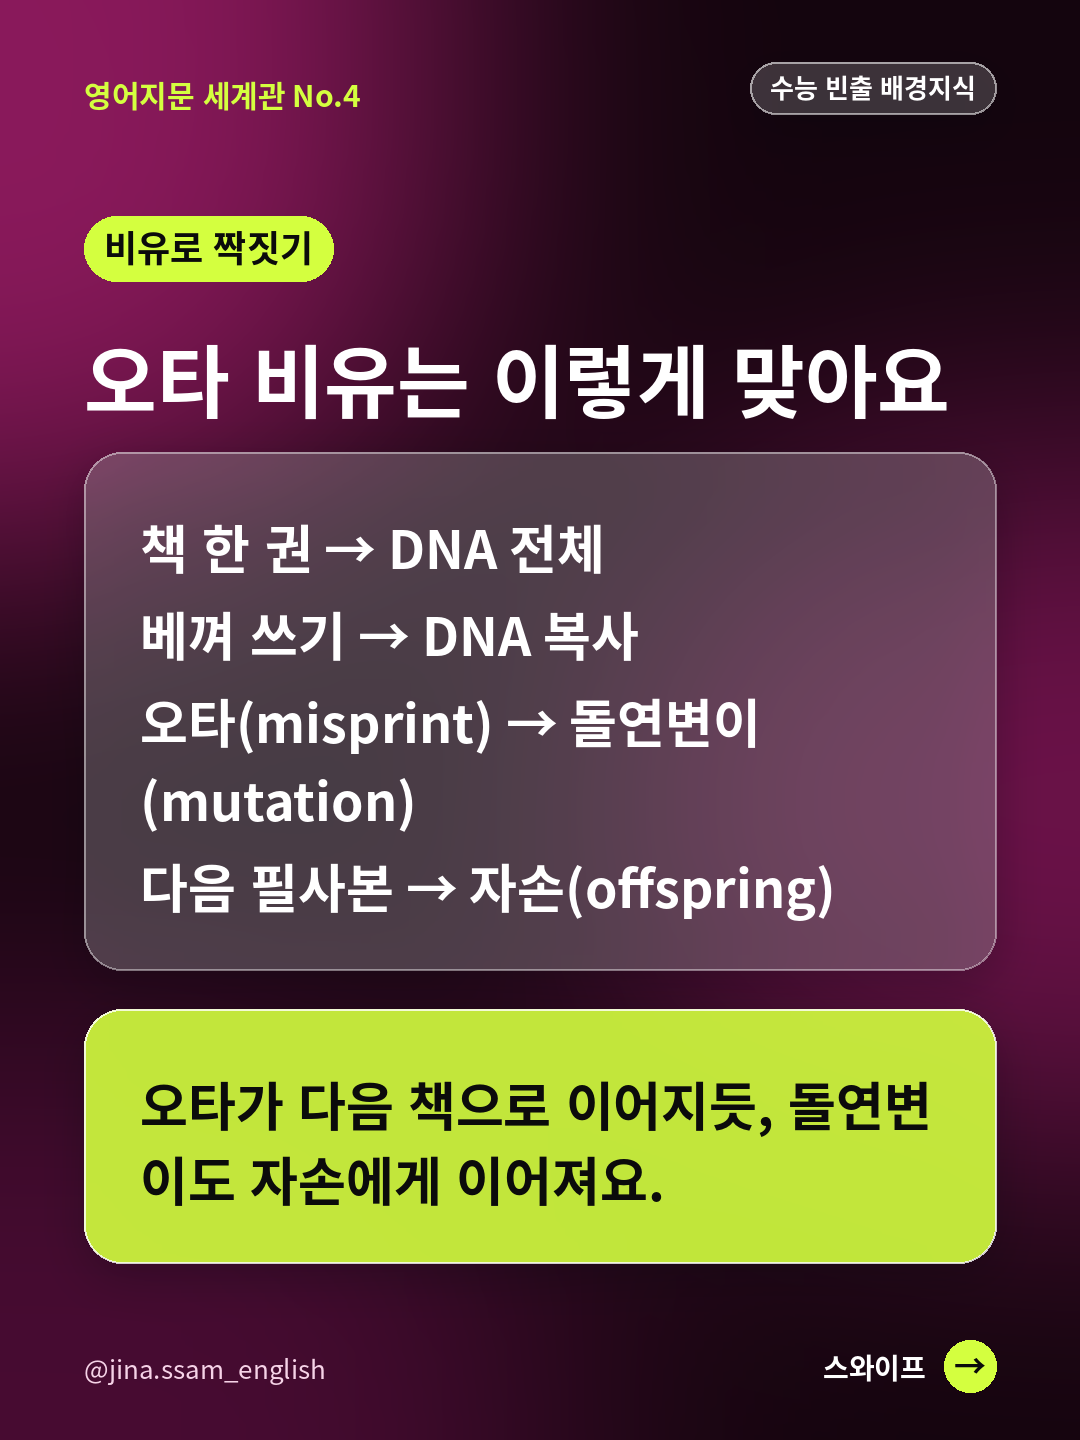 영어지문 세계관 No.4
수능 빈출 배경지식
비유로 짝짓기
오타 비유는 이렇게 맞아요
책 한 권 → DNA 전체
베껴 쓰기 → DNA 복사
오타(misprint) → 돌연변이
(mutation)
다음 필사본 → 자손(offspring)
오타가 다음 책으로 이어지듯, 돌연변
이도 자손에게 이어져요.
@jina.ssam_english
스와이프 →